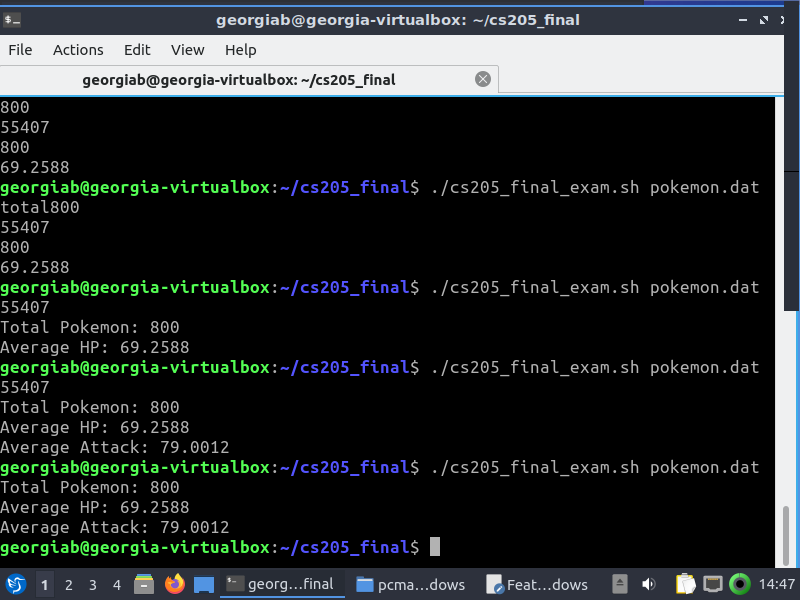 georgiab@georgia-virtualbox: ~/cs205_final
File Actions Edit View Help
georgiab@georgia-virtualbox: ~/cs205_final
800
55407
800
69.2588
georgiab@georgia-virtualbox:~/cs205_final$ ./cs205_final_exam.sh pokemon.dat
total800
55407
800
69.2588
georgiab@georgia-virtualbox:~/cs205_final$ ./cs205_final_exam.sh pokemon.dat
55407
Total Pokemon: 800
Average HP: 69.2588
georgiab@georgia-virtualbox:~/cs205_final$ ./cs205_final_exam.sh pokemon.dat
55407
Total Pokemon: 800
Average HP: 69.2588
Average Attack: 79.0012
georgiab@georgia-virtualbox:~/cs205_final$ ./cs205_final_exam.sh pokemon.dat
Total Pokemon: 800
Average HP: 69.2588
Average Attack: 79.0012
georgiab@georgia-virtualbox:~/cs205_final$
1 2 3 4 georg...final pcma...dows Feat...dows 14:47